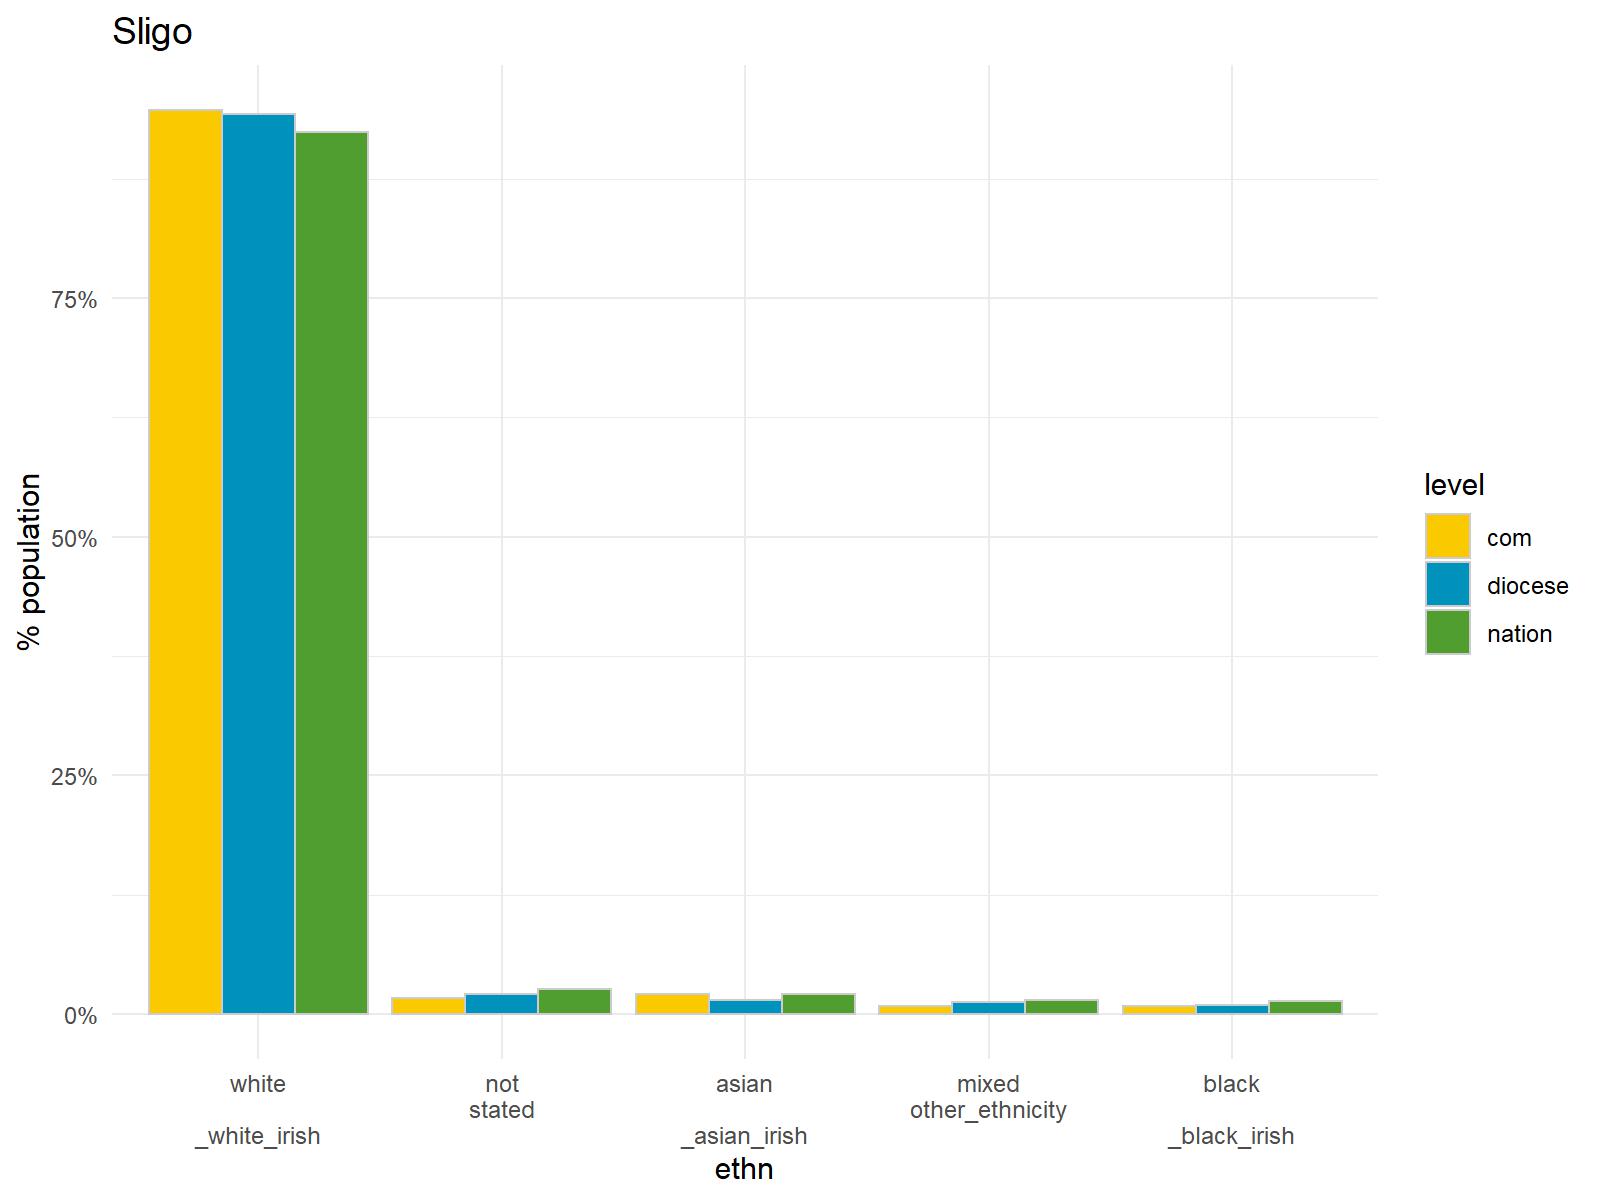 Sligo
% population
75%
50%
25%
0%
white
_white_irish
not
stated
asian
_asian_irish
mixed
other_ethnicity
black
_black_irish
ethn
level
com
diocese
nation